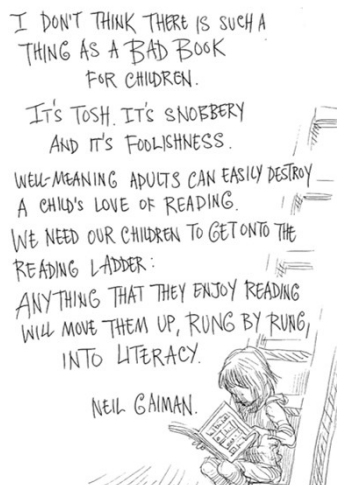 I DON'T THINK THERE IS SUCH A
THING AS A BAD BOOK
FOR CHILDREN.
IT'S TOSH. IT'S SNOBBERY
AND IT'S FOOLISHNESS.
WELL-MEANING ADULTS CAN EASILY DESTROY
A CHILD'S LOVE OF READING.
WE NEED OUR CHILDREN TO GET ONTO THE
READING LADDER:
ANYTHING THAT THEY ENJOY READING
WILL MOVE THEM UP, RUNG BY RUNG,
INTO LITERACY.
NEIL GAIMAN.